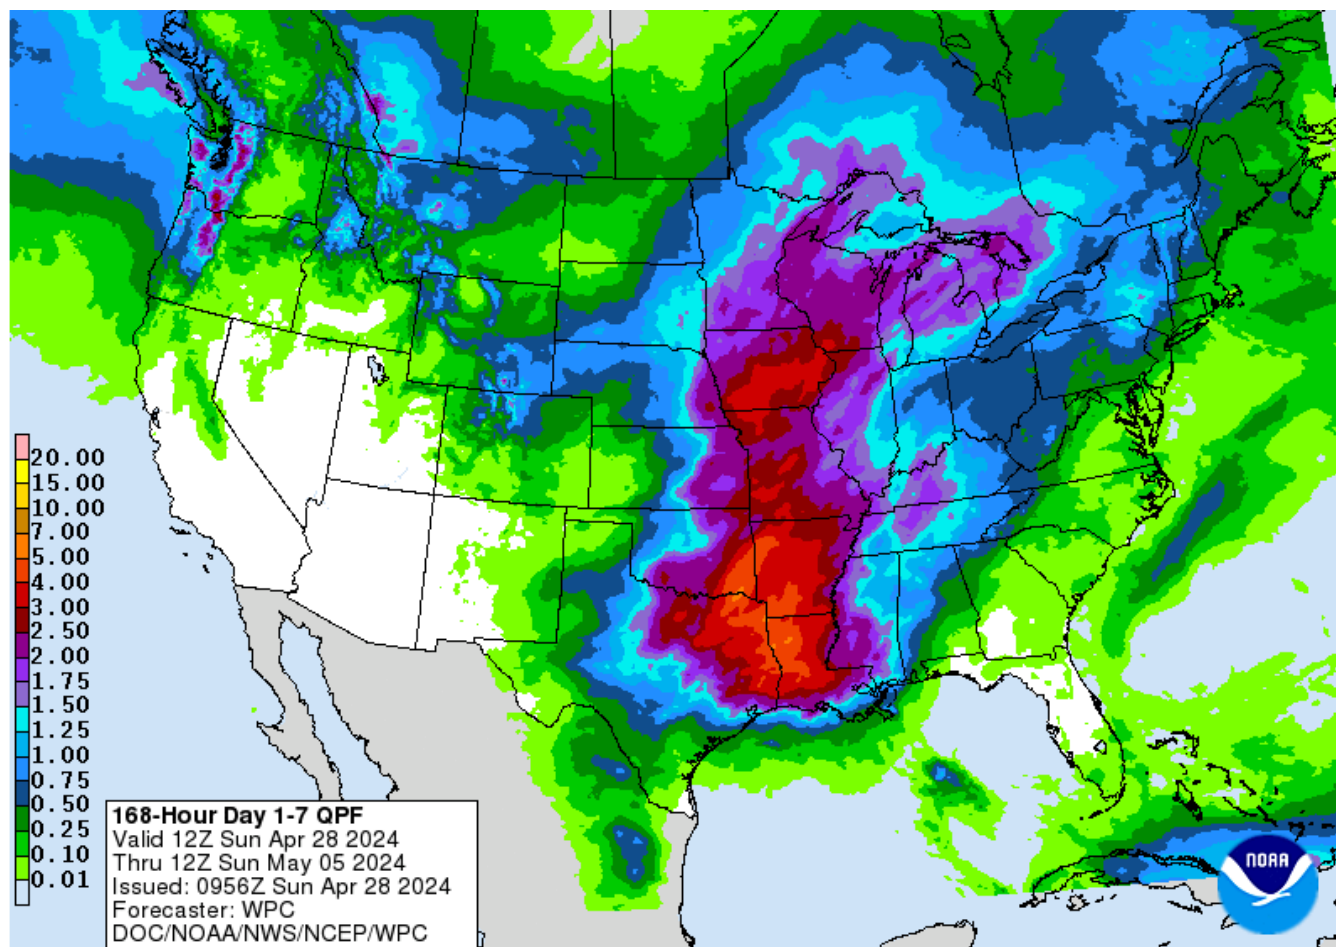 20.00
15.00
10.00
7.00
5.00
4.00
3.00
2.50
2.00
1.75
1.50
1.25
1.00
0.75
0.50
0.25
0.10
0.01
168-Hour Day 1-7 QPF
Valid 12Z Sun Apr 28 2024
Thru 12Z Sun May 05 2024
Issued: 0956Z Sun Apr 28 2024
Forecaster: WPC
DOC/NOAA/NWS/NCEP/WPC
NOAA